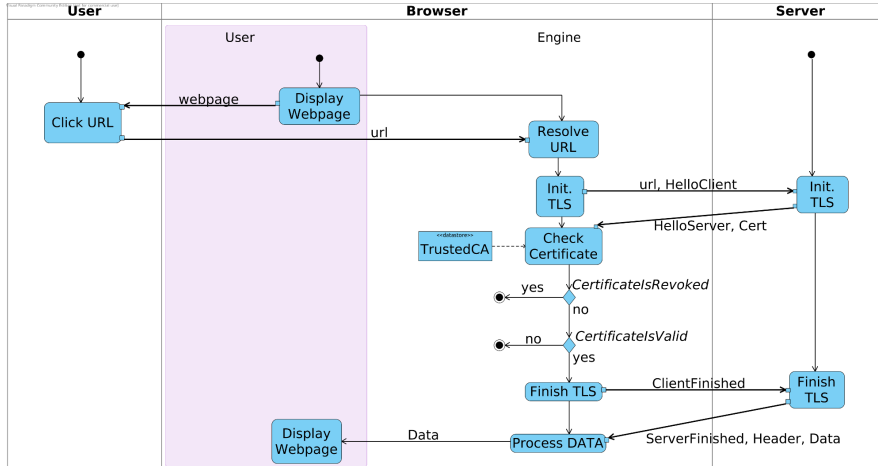 User
Browser
Server
User
Engine
webpage
Display
Webpage
Click URL
url
Resolve
URL
Init.
TLS
url, HelloClient
Init.
TLS
HelloServer, Cert
<<datastore>>
TrustedCA
Check
Certificate
CertificateIsRevoked
yes
no
CertificateIsValid
no
yes
Finish TLS
ClientFinished
Finish
TLS
Display
Webpage
Data
Process DATA
ServerFinished, Header, Data